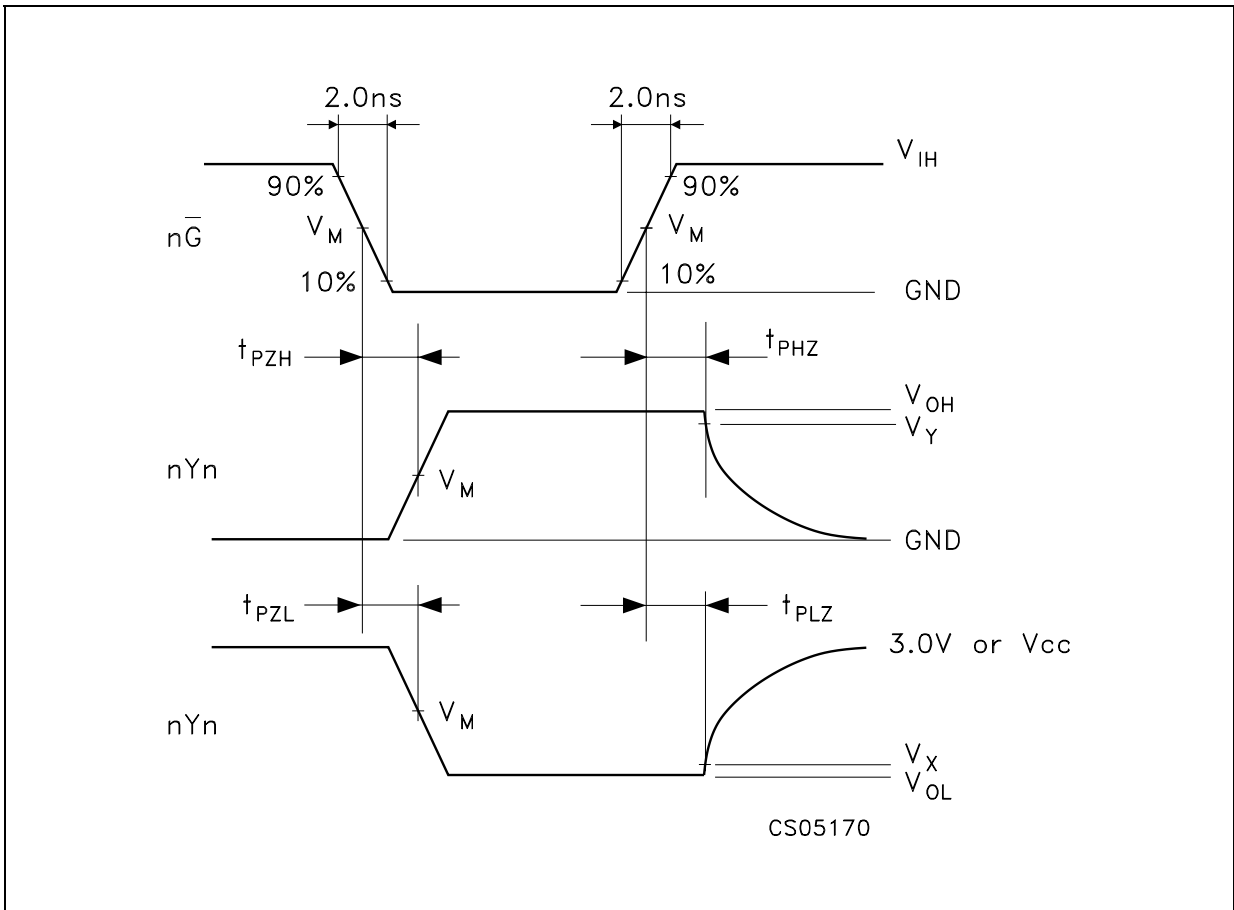 2.0ns 2.0ns
V_IH
90% 90%
nG̅ V_M V_M
10% 10%
GND
t_PZH t_PHZ
V_OH
V_Y
nYn V_M
GND
t_PZL t_PLZ
3.0V or Vcc
nYn V_M
V_X
V_OL
CS05170